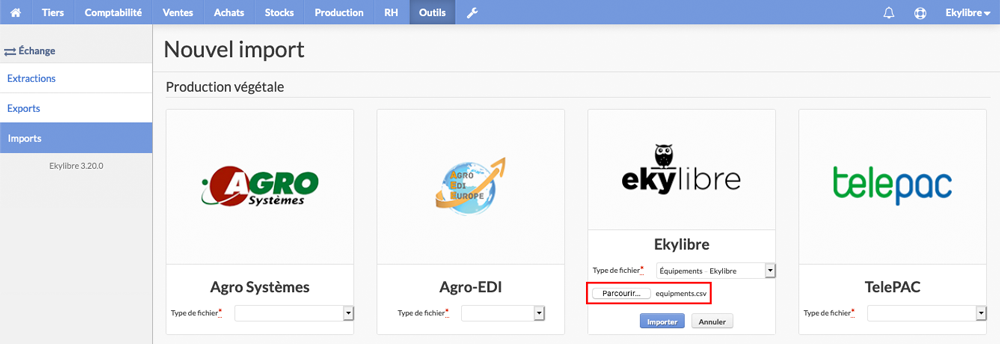 Tiers Comptabilité Ventes Achats Stocks Production RH Outils Ekylibre
Échange
Extractions
Exports
Imports
Ekylibre 3.20.0
Nouvel import
Production végétale
AGRO
Systèmes
Agro Systèmes
Type de fichier*
AGRO
EDI
EUROPE
Agro-EDI
Type de fichier*
ekylibre
Ekylibre
Type de fichier* Équipements - Ekylibre
Parcourir... equipments.csv
Importer Annuler
telepac
TelePAC
Type de fichier*